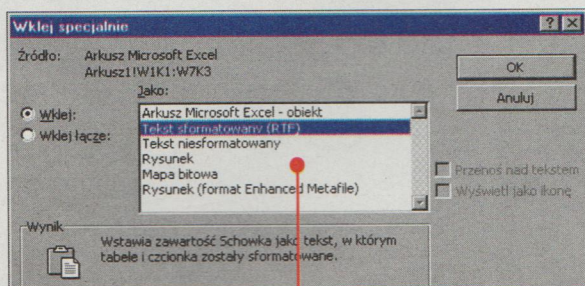 Wklej specjalnie
Źródło: Arkusz Microsoft Excel
Arkusz1!W1K1:W7K3
Jako:
Wklej:
Wklej łącze:
Arkusz Microsoft Excel - obiekt
Tekst sformatowany (RTF)
Tekst niesformatowany
Rysunek
Mapa bitowa
Rysunek (format Enhanced Metafile)
OK
Anuluj
Przenoś nad tekstem
Wyświetl jako ikonę
Wynik
Wstawia zawartość Schowka jako tekst, w którym
tabele i czcionka zostały sformatowane.